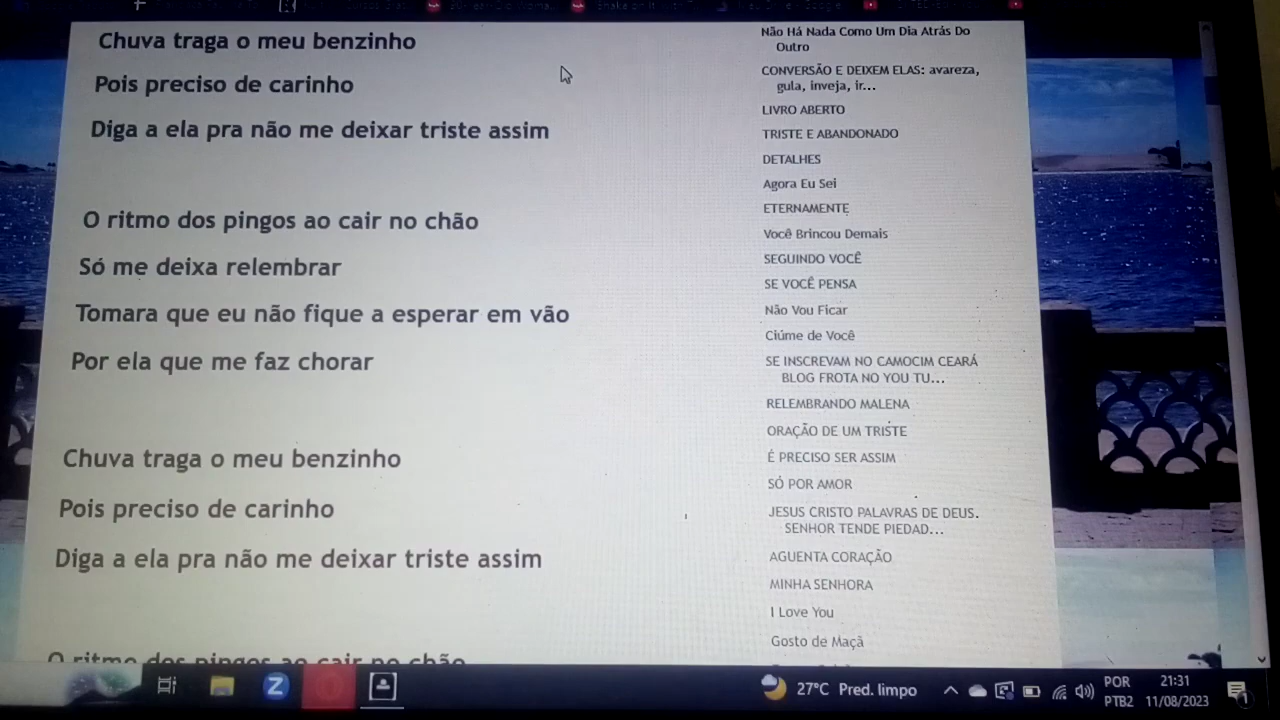 Chuva traga o meu benzinho
Pois preciso de carinho
Diga a ela pra não me deixar triste assim
O ritmo dos pingos ao cair no chão
Só me deixa relembrar
Tomara que eu não fique a esperar em vão
Por ela que me faz chorar
Chuva traga o meu benzinho
Pois preciso de carinho
Diga a ela pra não me deixar triste assim
O ritmo dos pingos ao cair no chão
Não Há Nada Como Um Dia Atrás Do
Outro
CONVERSÃO E DEIXEM ELAS: avareza,
gula, inveja, ir...
LIVRO ABERTO
TRISTE E ABANDONADO
DETALHES
Agora Eu Sei
ETERNAMENTE
Você Brincou Demais
SEGUINDO VOCÊ
SE VOCÊ PENSA
Não Vou Ficar
Ciúme de Você
SE INSCREVAM NO CAMOCIM CEARÁ
BLOG FROTA NO YOU TU...
RELEMBRANDO MALENA
ORAÇÃO DE UM TRISTE
É PRECISO SER ASSIM
SÓ POR AMOR
JESUS CRISTO PALAVRAS DE DEUS.
SENHOR TENDE PIEDAD...
AGUENTA CORAÇÃO
MINHA SENHORA
I Love You
Gosto de Maçã
27°C Pred. limpo
POR
PTB2
21:31
11/08/2023